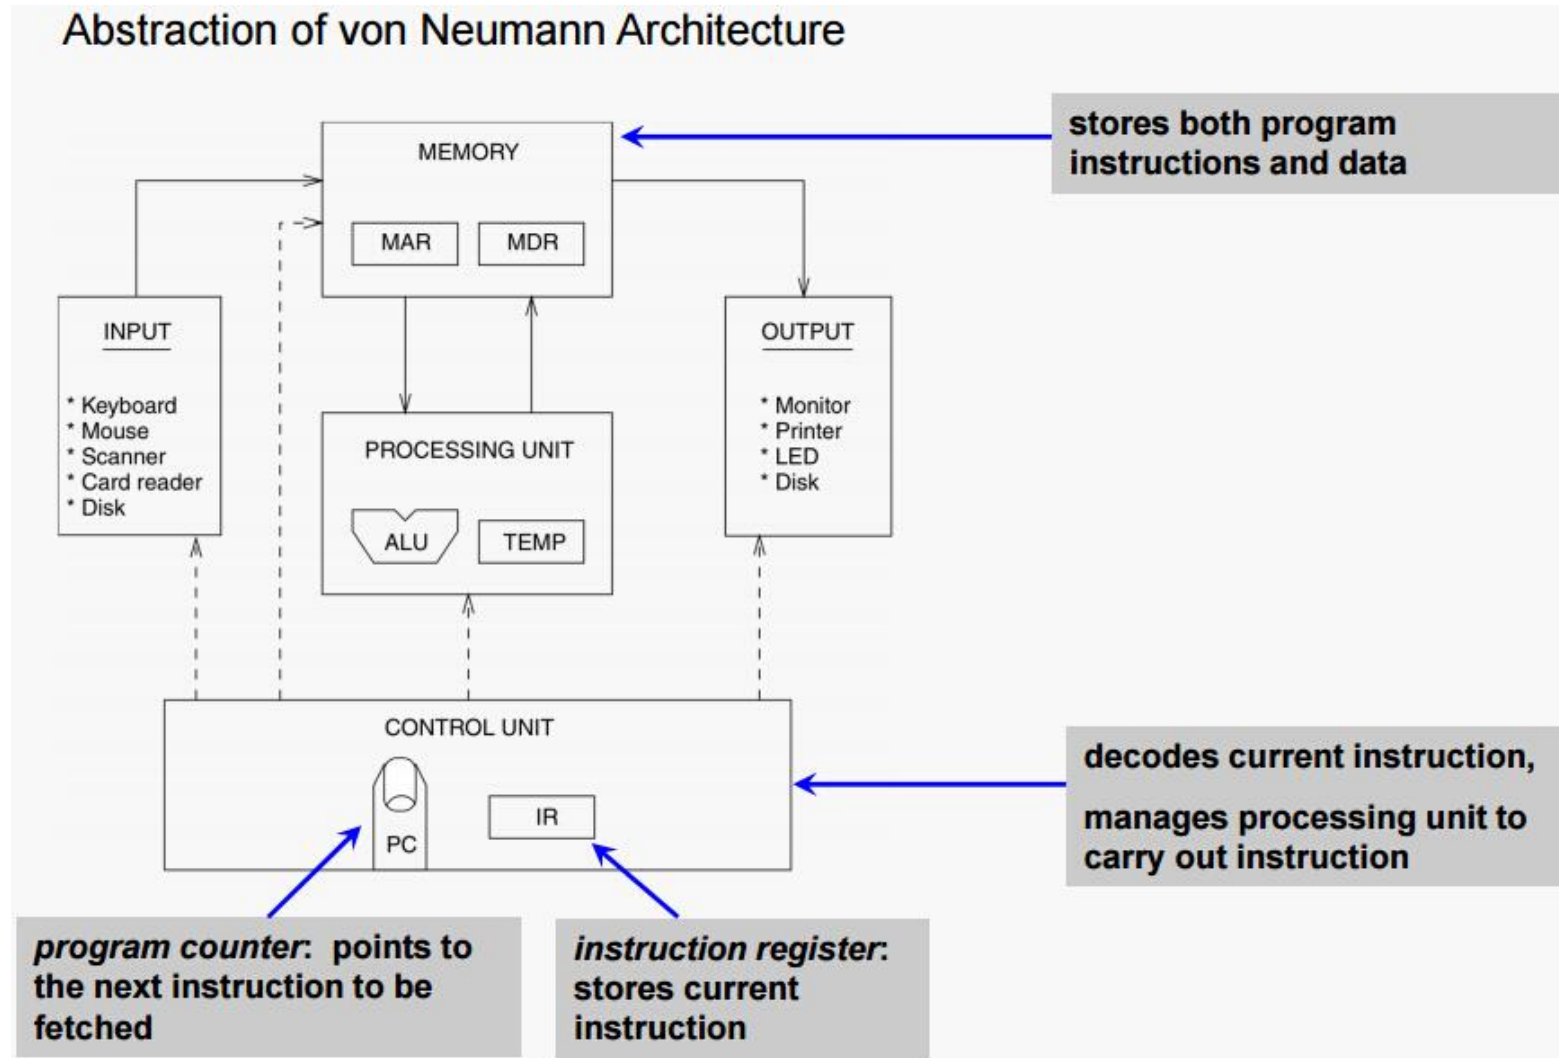 Abstraction of von Neumann Architecture
stores both program
instructions and data
MEMORY
MAR
MDR
INPUT
* Keyboard
* Mouse
* Scanner
* Card reader
* Disk
OUTPUT
* Monitor
* Printer
* LED
* Disk
PROCESSING UNIT
ALU
TEMP
CONTROL UNIT
PC
IR
decodes current instruction,
manages processing unit to
carry out instruction
program counter: points to
the next instruction to be
fetched
instruction register:
stores current
instruction